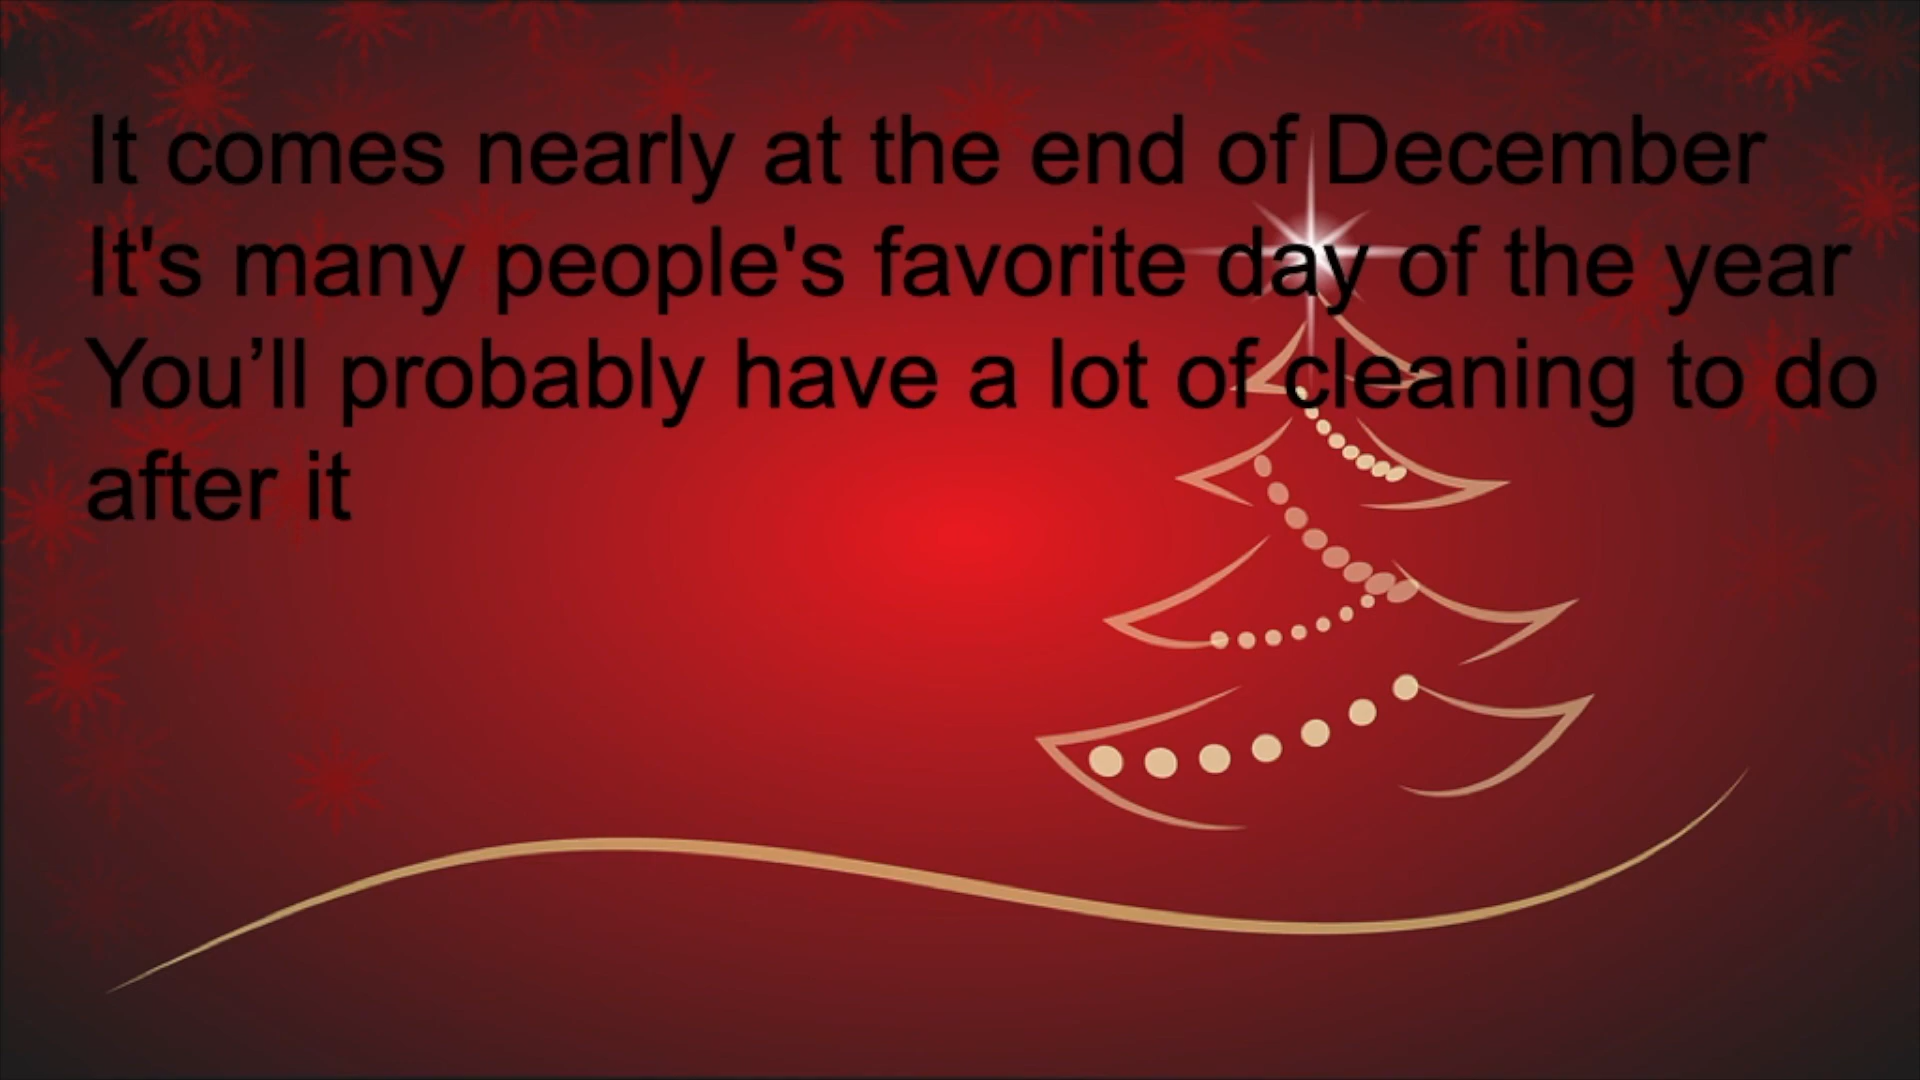 It comes nearly at the end of December
It's many people's favorite day of the year
You’ll probably have a lot of cleaning to do
after it